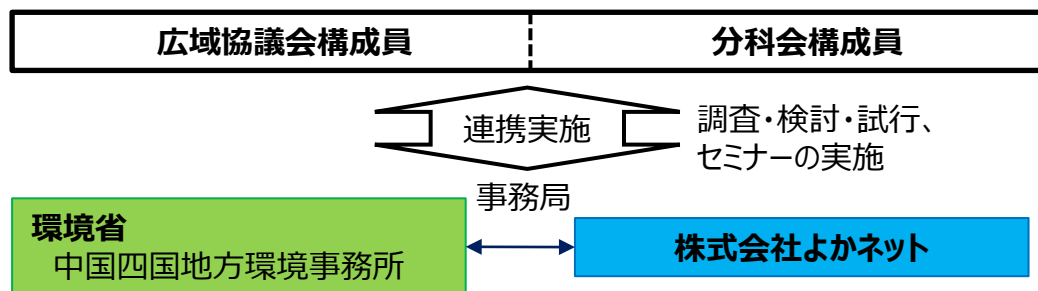 広域協議会構成員
分科会構成員
連携実施
調査・検討・試行、
セミナーの実施
事務局
環境省
中国四国地方環境事務所
株式会社よかネット